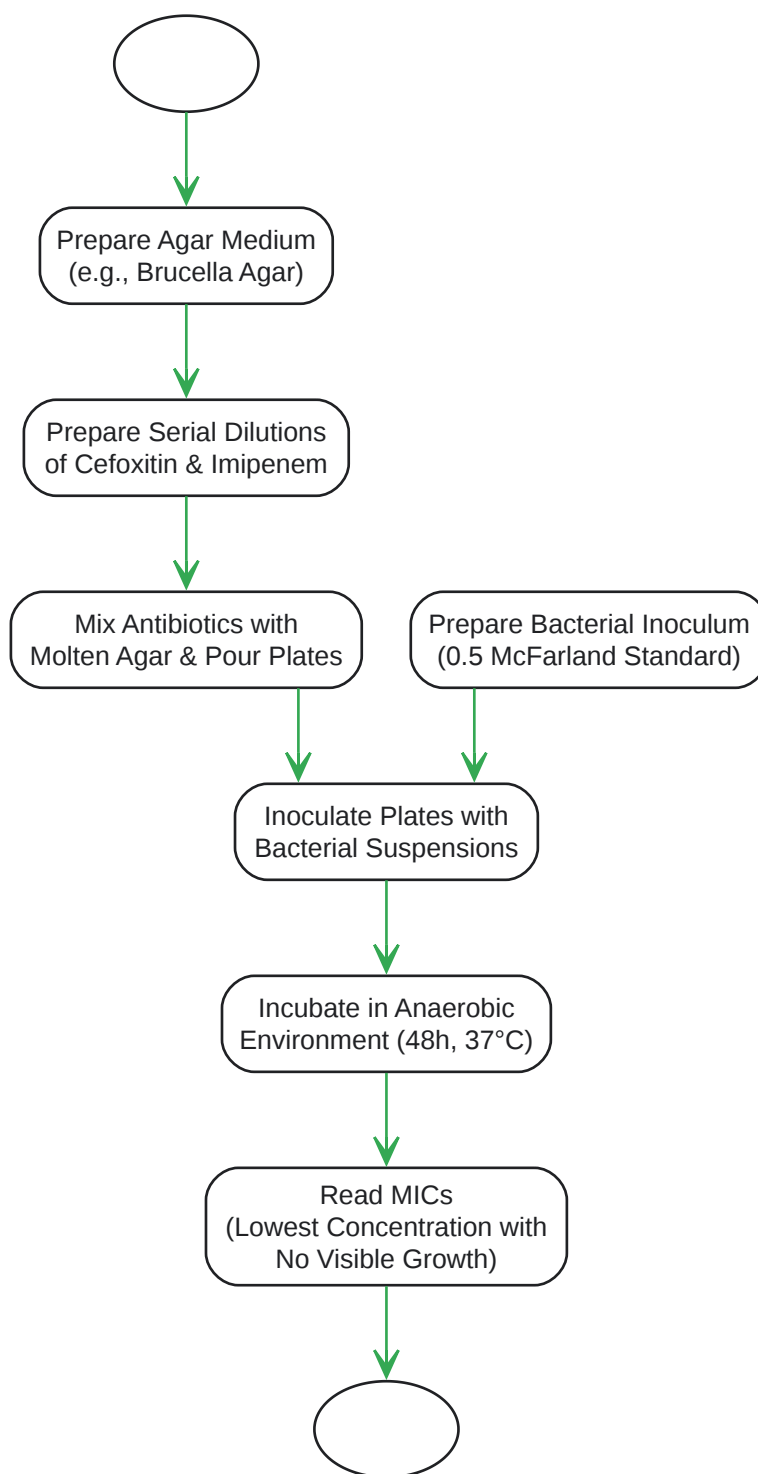 Prepare Agar Medium
(e.g., Brucella Agar)
Prepare Serial Dilutions
of Cefoxitin & Imipenem
Mix Antibiotics with
Molten Agar & Pour Plates
Prepare Bacterial Inoculum
(0.5 McFarland Standard)
Inoculate Plates with
Bacterial Suspensions
Incubate in Anaerobic
Environment (48h, 37°C)
Read MICs
(Lowest Concentration with
No Visible Growth)